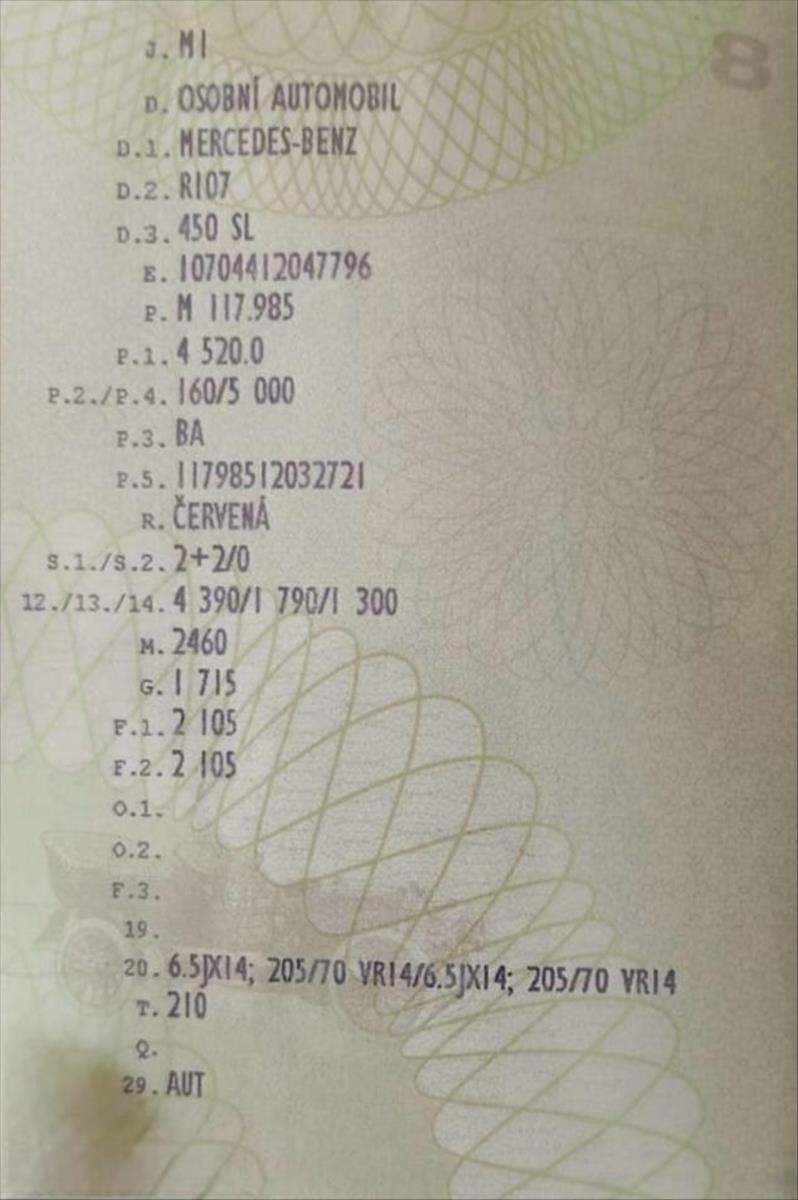 8
J. M1
D. OSOBNÍ AUTOMOBIL
D.1. MERCEDES-BENZ
D.2. R107
D.3. 450 SL
E. 10704412047796
P. M 117.985
P.1. 4 520.0
P.2./P.4. 160/5 000
P.3. BA
P.5. 11798512032721
R. ČERVENÁ
S.1./S.2. 2+2/0
12./13./14. 4 390/1 790/1 300
M. 2460
G. 1 715
F.1. 2 105
F.2. 2 105
O.1.
O.2.
F.3.
19.
20. 6.5JX14; 205/70 VR14/6.5JX14; 205/70 VR14
T. 210
Q.
29. AUT